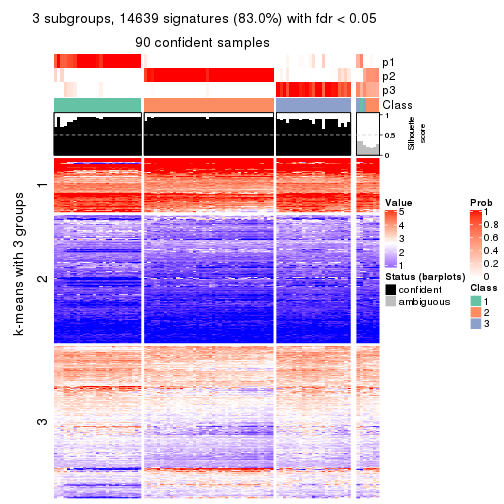 3 subgroups, 14639 signatures (83.0%) with fdr < 0.05
90 confident samples
p1
p2
p3
Class
1
0.5
0
Silhouette
score
k-means with 3 groups
1
2
3
Value
5
4
3
2
1
Status (barplots)
confident
ambiguous
Prob
1
0.8
0.6
0.4
0.2
0
Class
1
2
3